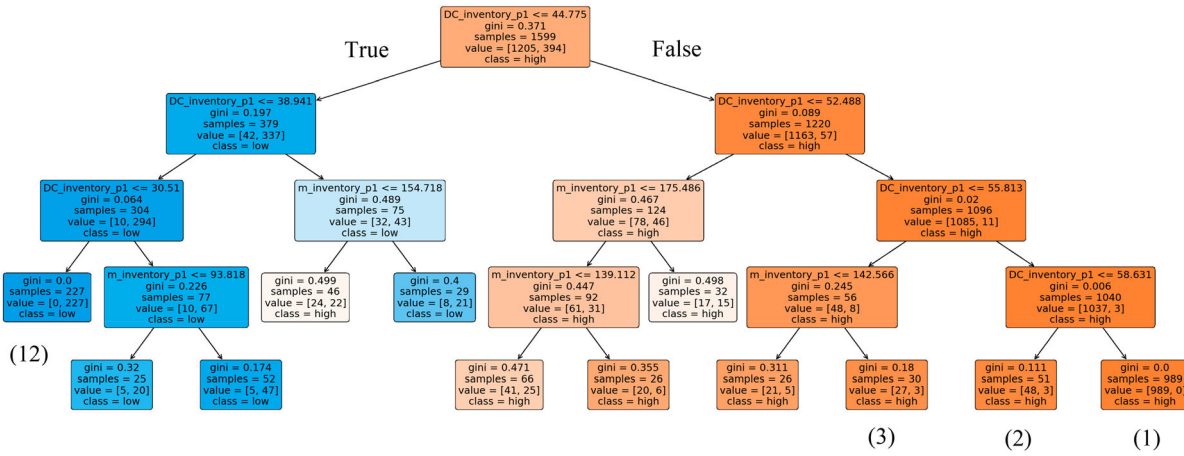 DC_inventory_p1 <= 44.775
gini = 0.371
samples = 1599
value = [1205, 394]
class = high
True
False
DC_inventory_p1 <= 38.941
gini = 0.197
samples = 379
value = [42, 337]
class = low
DC_inventory_p1 <= 52.488
gini = 0.089
samples = 1220
value = [1163, 57]
class = high
DC_inventory_p1 <= 30.51
gini = 0.064
samples = 304
value = [10, 294]
class = low
m_inventory_p1 <= 154.718
gini = 0.489
samples = 75
value = [32, 43]
class = low
m_inventory_p1 <= 175.486
gini = 0.467
samples = 124
value = [78, 46]
class = high
DC_inventory_p1 <= 55.813
gini = 0.02
samples = 1096
value = [1085, 11]
class = high
gini = 0.0
samples = 227
value = [0, 227]
class = low
m_inventory_p1 <= 93.818
gini = 0.226
samples = 77
value = [10, 67]
class = low
gini = 0.499
samples = 46
value = [24, 22]
class = high
gini = 0.4
samples = 29
value = [8, 21]
class = low
m_inventory_p1 <= 139.112
gini = 0.447
samples = 92
value = [61, 31]
class = high
gini = 0.498
samples = 32
value = [17, 15]
class = high
m_inventory_p1 <= 142.566
gini = 0.245
samples = 56
value = [48, 8]
class = high
DC_inventory_p1 <= 58.631
gini = 0.006
samples = 1040
value = [1037, 3]
class = high
(12)
gini = 0.32
samples = 25
value = [5, 20]
class = low
gini = 0.174
samples = 52
value = [5, 47]
class = low
gini = 0.471
samples = 66
value = [41, 25]
class = high
gini = 0.355
samples = 26
value = [20, 6]
class = high
gini = 0.311
samples = 26
value = [21, 5]
class = high
gini = 0.18
samples = 30
value = [27, 3]
class = high
gini = 0.111
samples = 51
value = [48, 3]
class = high
gini = 0.0
samples = 989
value = [989, 0]
class = high
(3)
(2)
(1)